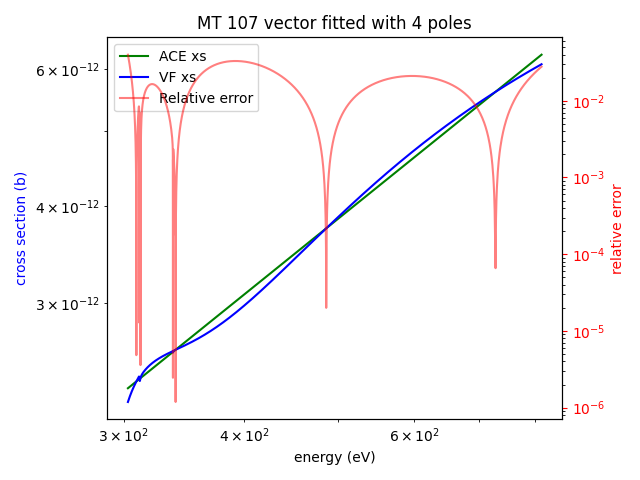 MT 107 vector fitted with 4 poles
ACE xs
VF xs
Relative error
6 × 10⁻¹²
4 × 10⁻¹²
3 × 10⁻¹²
cross section (b)
10⁻²
10⁻³
10⁻⁴
10⁻⁵
10⁻⁶
relative error
3 × 10² 4 × 10² 6 × 10²
energy (eV)